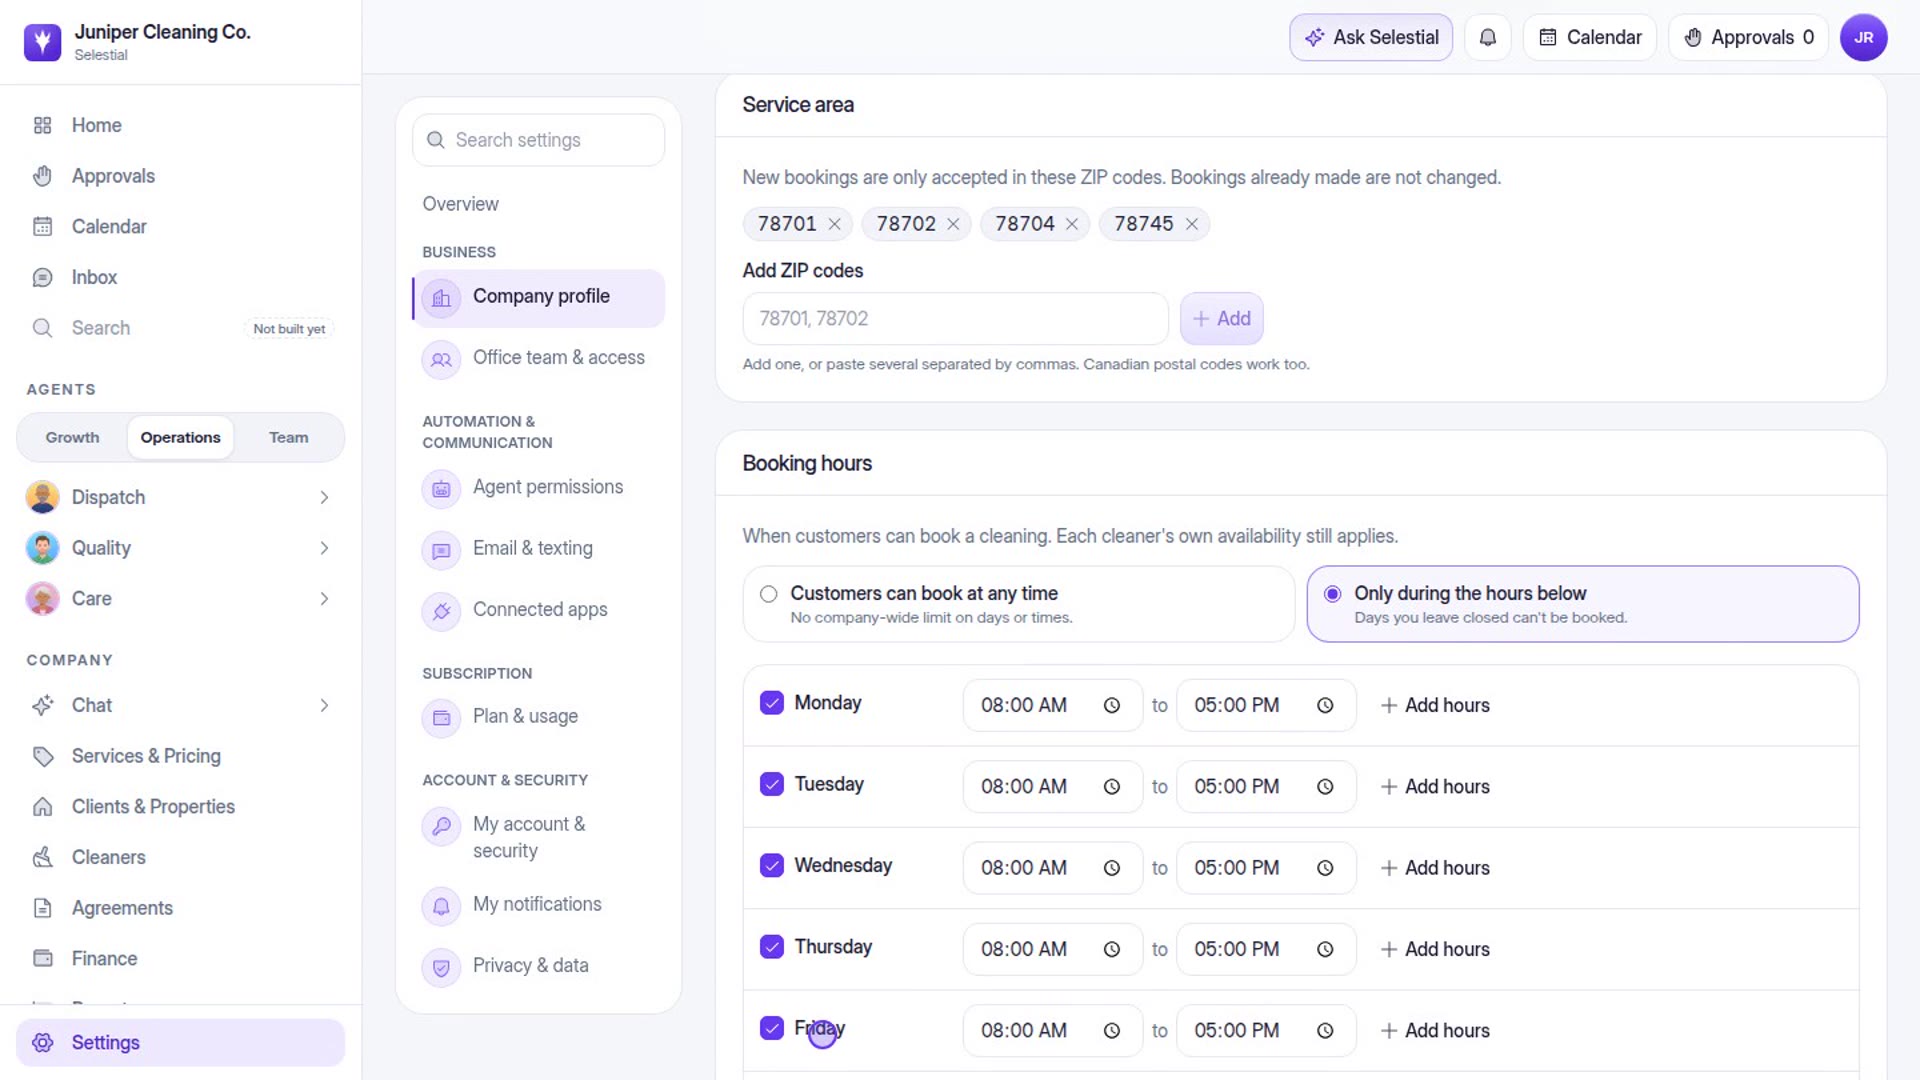 Juniper Cleaning Co.
Selestial
Ask Selestial
Calendar
Approvals 0
JR
Home
Approvals
Calendar
Inbox
Search
Not built yet
AGENTS
Growth
Operations
Team
Dispatch
Quality
Care
COMPANY
Chat
Services & Pricing
Clients & Properties
Cleaners
Agreements
Finance
Settings
Search settings
Overview
BUSINESS
Company profile
Office team & access
AUTOMATION &
COMMUNICATION
Agent permissions
Email & texting
Connected apps
SUBSCRIPTION
Plan & usage
ACCOUNT & SECURITY
My account &
security
My notifications
Privacy & data
Service area
New bookings are only accepted in these ZIP codes. Bookings already made are not changed.
78701
78702
78704
78745
Add ZIP codes
78701, 78702
Add
Add one, or paste several separated by commas. Canadian postal codes work too.
Booking hours
When customers can book a cleaning. Each cleaner's own availability still applies.
Customers can book at any time
No company-wide limit on days or times.
Only during the hours below
Days you leave closed can't be booked.
Monday 08:00 AM to 05:00 PM Add hours
Tuesday 08:00 AM to 05:00 PM Add hours
Wednesday 08:00 AM to 05:00 PM Add hours
Thursday 08:00 AM to 05:00 PM Add hours
Friday 08:00 AM to 05:00 PM Add hours